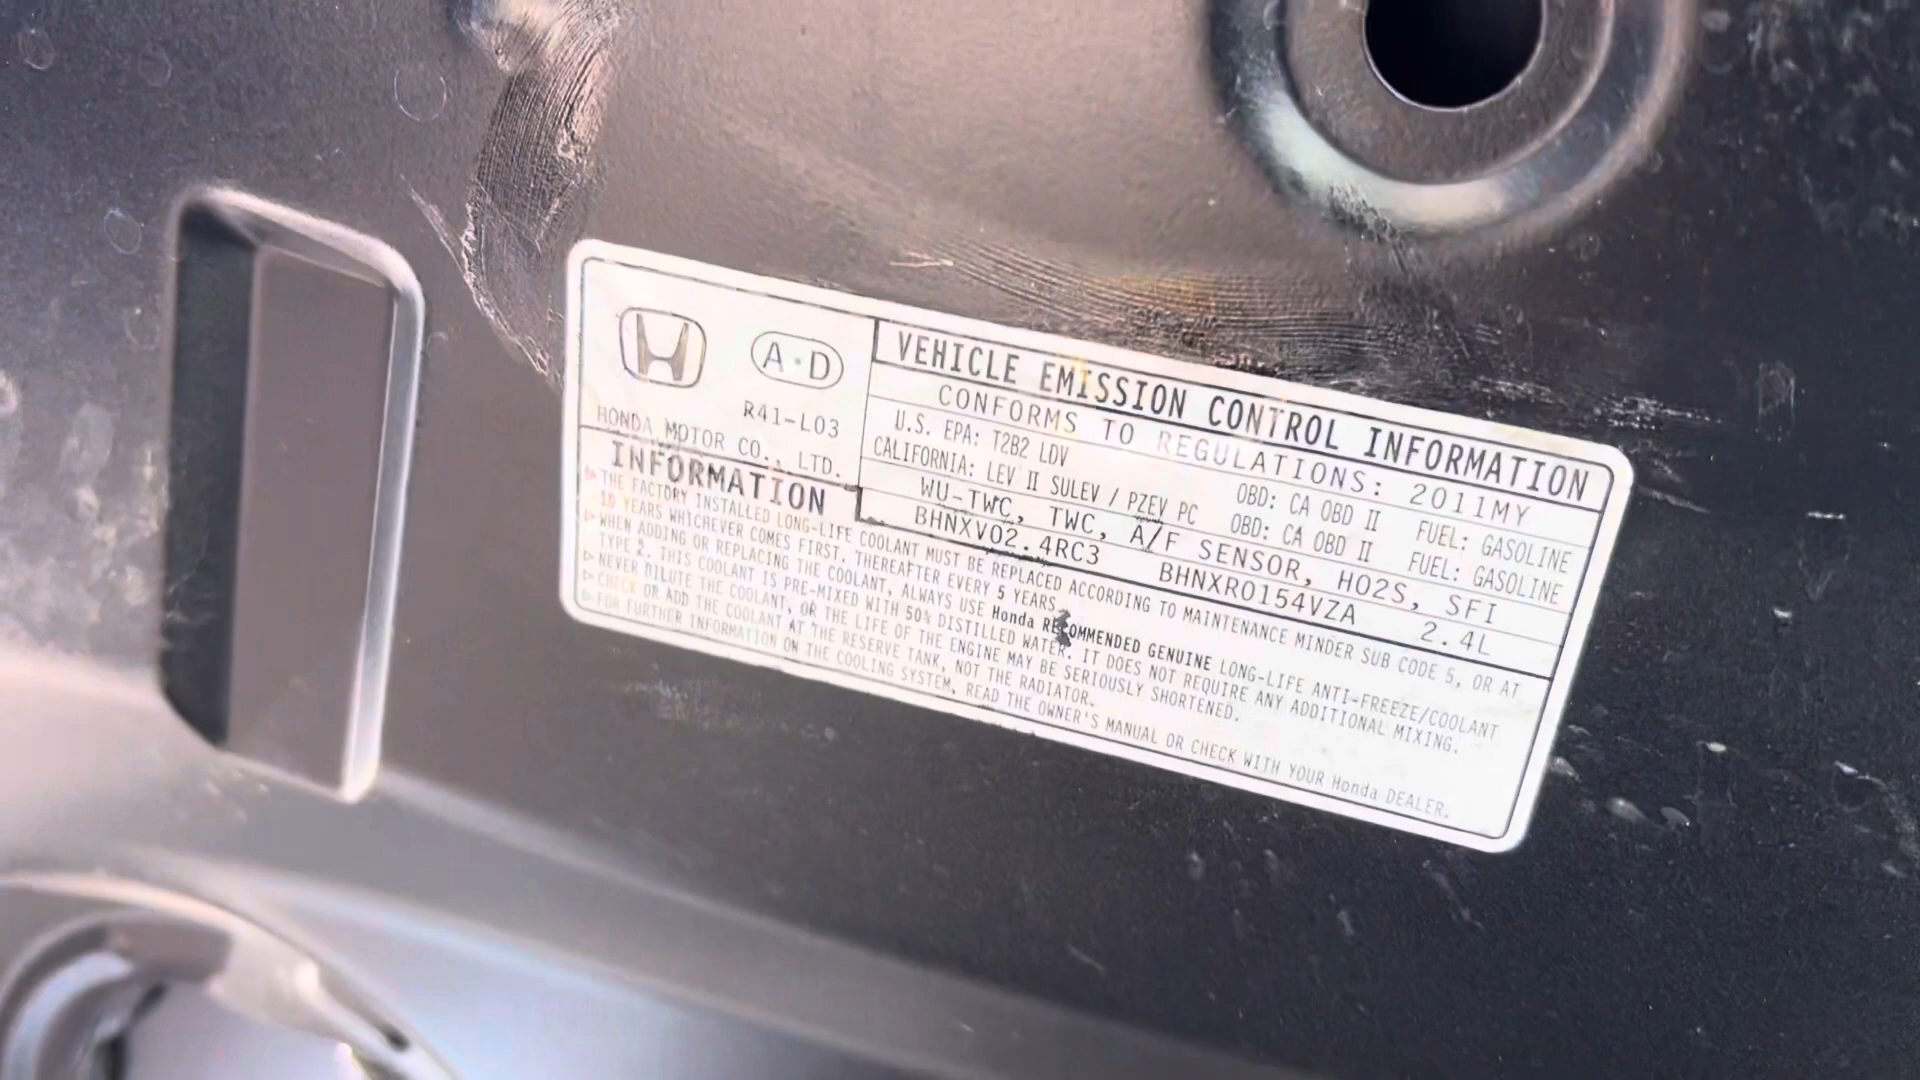 A·D
R41-L03
HONDA MOTOR CO., LTD.
VEHICLE EMISSION CONTROL INFORMATION
CONFORMS TO REGULATIONS: 2011MY
U.S. EPA: T2B2 LDV OBD: CA OBD II FUEL: GASOLINE
CALIFORNIA: LEV II SULEV / PZEV PC OBD: CA OBD II FUEL: GASOLINE
WU-TWC, TWC, A/F SENSOR, HO2S, SFI
BHNXV02.4RC3 BHNXR0154VZA 2.4L
INFORMATION
▷ THE FACTORY INSTALLED LONG-LIFE COOLANT MUST BE REPLACED ACCORDING TO MAINTENANCE MINDER SUB CODE 5, OR AT
10 YEARS WHICHEVER COMES FIRST. THEREAFTER EVERY 5 YEARS.
▷ WHEN ADDING OR REPLACING THE COOLANT, ALWAYS USE Honda RECOMMENDED GENUINE LONG-LIFE ANTI-FREEZE/COOLANT
TYPE 2. THIS COOLANT IS PRE-MIXED WITH 50% DISTILLED WATER. IT DOES NOT REQUIRE ANY ADDITIONAL MIXING.
▷ NEVER DILUTE THE COOLANT, OR THE LIFE OF THE ENGINE MAY BE SERIOUSLY SHORTENED.
▷ CHECK OR ADD THE COOLANT AT THE RESERVE TANK, NOT THE RADIATOR.
▷ FOR FURTHER INFORMATION ON THE COOLING SYSTEM, READ THE OWNER'S MANUAL OR CHECK WITH YOUR Honda DEALER.